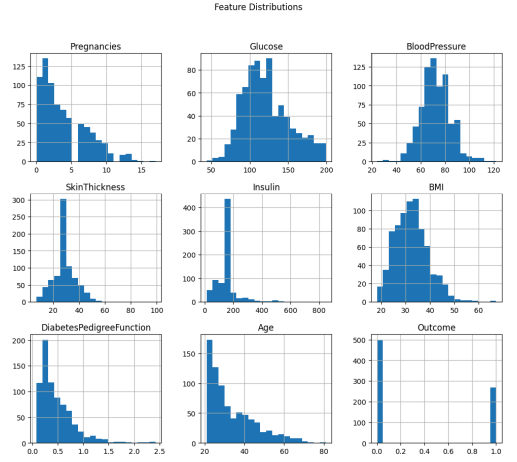 Feature Distributions
Pregnancies Glucose BloodPressure
125 100 75 50 25 0
0 5 10 15
80 60 40 20 0
50 100 150 200
125 100 75 50 25 0
20 40 60 80 100 120
SkinThickness Insulin BMI
300 250 200 150 100 50 0
20 40 60 80 100
400 300 200 100 0
0 200 400 600 800
100 80 60 40 20 0
20 30 40 50 60
DiabetesPedigreeFunction Age Outcome
200 150 100 50 0
0.0 0.5 1.0 1.5 2.0 2.5
150 100 50 0
20 40 60 80
500 400 300 200 100 0
0.0 0.2 0.4 0.6 0.8 1.0